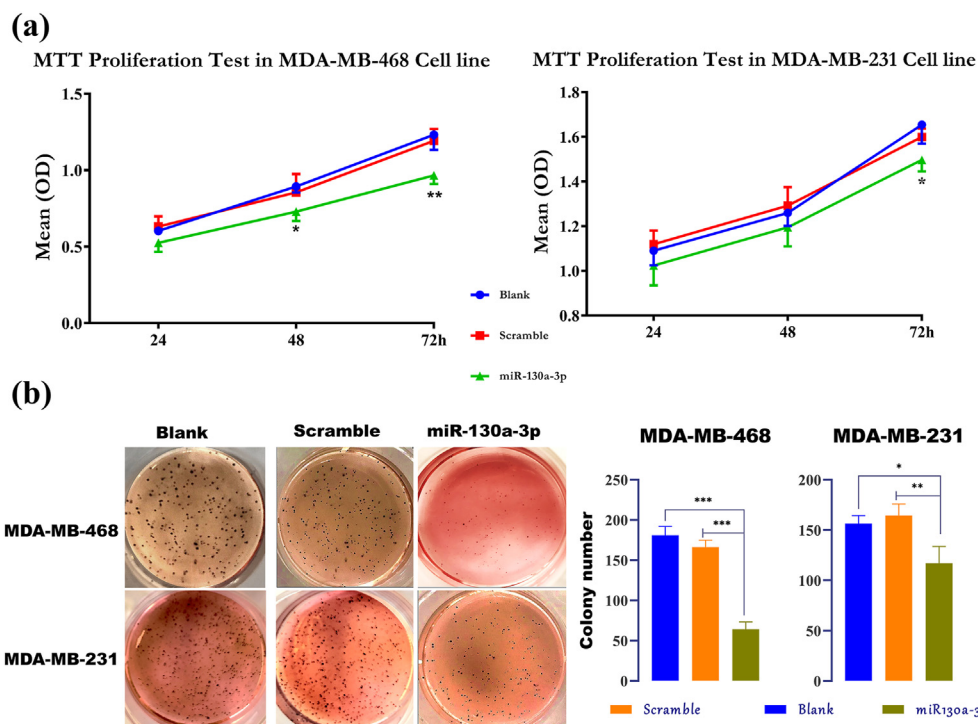 (a)
MTT Proliferation Test in MDA-MB-468 Cell line
Mean (OD)
1.5
1.0
0.5
0.0
*
**
24 48 72h
MTT Proliferation Test in MDA-MB-231 Cell line
Mean (OD)
1.8
1.6
1.4
1.2
1.0
0.8
*
24 48 72h
Blank
Scramble
miR-130a-3p
(b)
Blank Scramble miR-130a-3p
MDA-MB-468
MDA-MB-231
MDA-MB-468
Colony number
250
200
150
100
50
0
***
***
MDA-MB-231
200
150
100
50
0
*
**
Scramble Blank miR130a-3